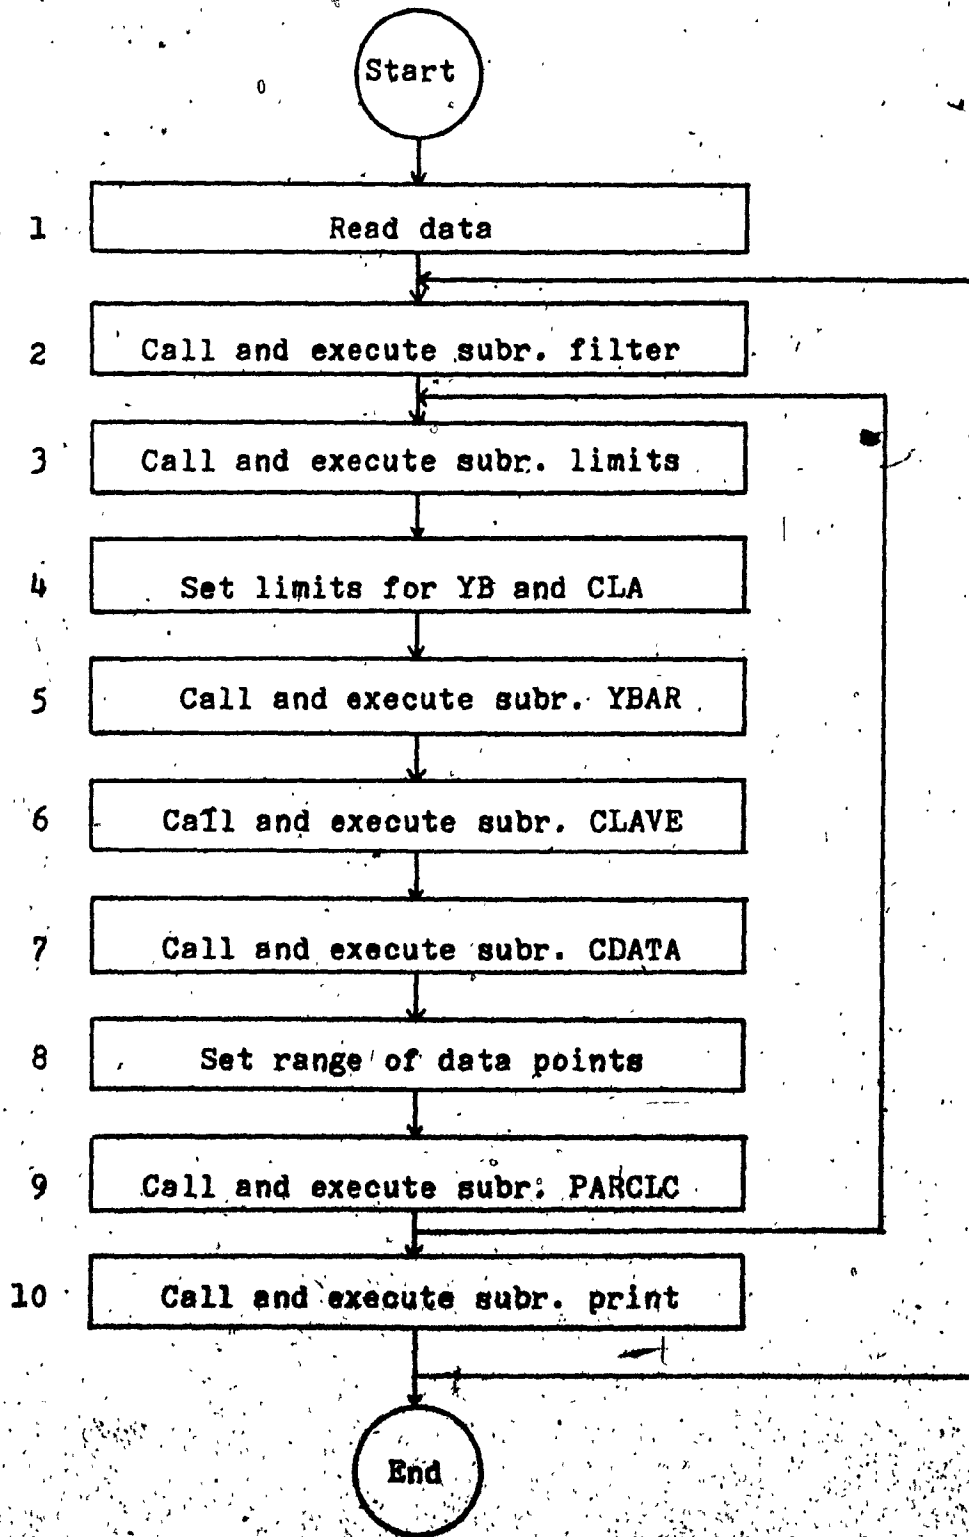 Start
1 Read data
2 Call and execute subr. filter
3 Call and execute subr. limits
4 Set limits for YB and CLA
5 Call and execute subr. YBAR
6 Call and execute subr. CLAVE
7 Call and execute subr. CDATA
8 Set range of data points
9 Call and execute subr. PARCLC
10 Call and execute subr. print
End